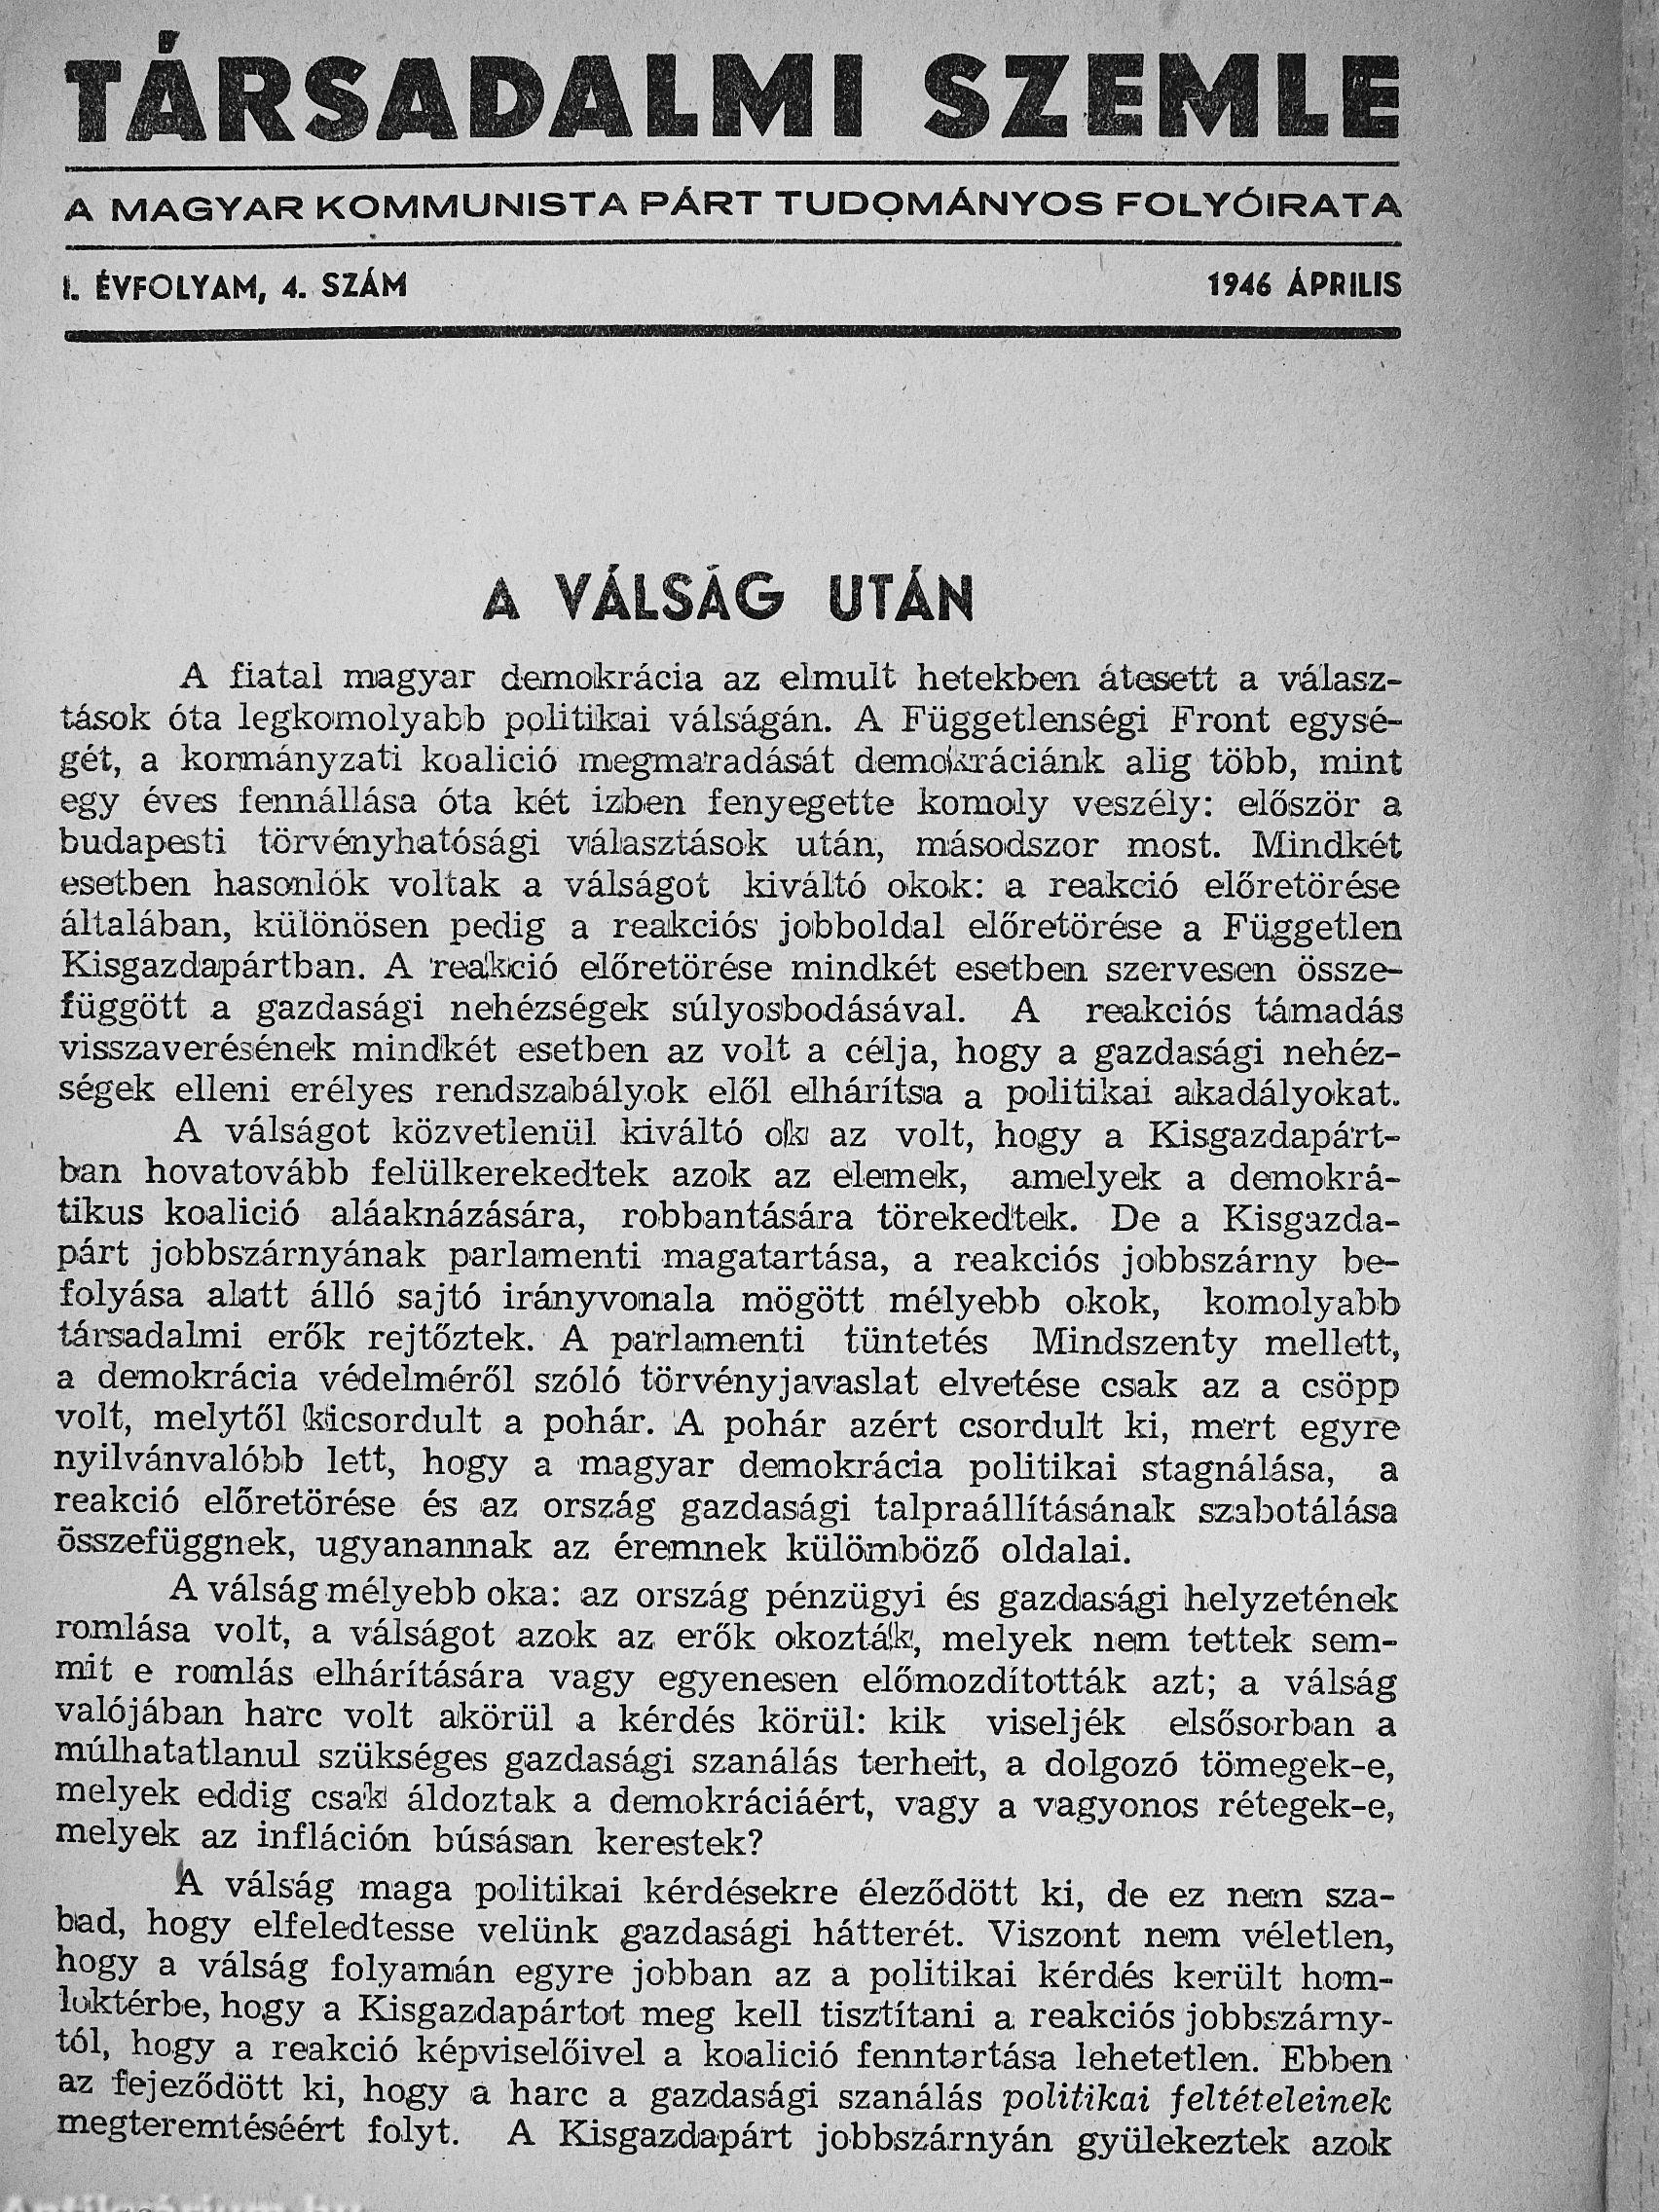 TÁRSADALMI SZEMLE
A MAGYAR KOMMUNISTA PÁRT TUDOMÁNYOS FOLYÓIRATA
I. ÉVFOLYAM, 4. SZÁM 1946 ÁPRILIS
A VÁLSÁG UTÁN
A fiatal magyar demokrácia az elmult hetekben átesett a válasz-
tások óta legkomolyabb politikai válságán. A Függetlenségi Front egysé-
gét, a kormányzati koalició megmaradását demokráciánk alig több, mint
egy éves fennállása óta két izben fenyegette komoly veszély: először a
budapesti törvényhatósági választások után, másodszor most. Mindkét
esetben hasonlók voltak a válságot kiváltó okok: a reakció előretörése
általában, különösen pedig a reakciós jobboldal előretörése a Független
Kisgazdapártban. A reakció előretörése mindkét esetben szervesen össze-
függött a gazdasági nehézségek súlyosbodásával. A reakciós támadás
visszaverésének mindkét esetben az volt a célja, hogy a gazdasági nehéz-
ségek elleni erélyes rendszabályok elől elhárítsa a politikai akadályokat.
A válságot közvetlenül kiváltó ok az volt, hogy a Kisgazdapárt-
ban hovatovább felülkerekedtek azok az elemek, amelyek a demokrá-
tikus koalició aláaknázására, robbantására törekedtek. De a Kisgazda-
párt jobbszárnyának parlamenti magatartása, a reakciós jobbszárny be-
folyása alatt álló sajtó irányvonala mögött mélyebb okok, komolyabb
társadalmi erők rejtőztek. A parlamenti tüntetés Mindszenty mellett,
a demokrácia védelméről szóló törvényjavaslat elvetése csak az a csöpp
volt, melytől kicsordult a pohár. A pohár azért csordult ki, mert egyre
nyilvánvalóbb lett, hogy a magyar demokrácia politikai stagnálása, a
reakció előretörése és az ország gazdasági talpraállításának szabotálása
összefüggnek, ugyanannak az éremnek külömböző oldalai.
A válság mélyebb oka: az ország pénzügyi és gazdasági helyzetének
romlása volt, a válságot azok az erők okozták, melyek nem tettek sem-
mit e romlás elhárítására vagy egyenesen előmozdították azt; a válság
valójában harc volt akörül a kérdés körül: kik viseljék elsősorban a
múlhatatlanul szükséges gazdasági szanálás terheit, a dolgozó tömegek-e,
melyek eddig csak áldoztak a demokráciáért, vagy a vagyonos rétegek-e,
melyek az infláción búsásan kerestek?
A válság maga politikai kérdésekre éleződött ki, de ez nem sza-
bad, hogy elfeledtesse velünk gazdasági hátterét. Viszont nem véletlen,
hogy a válság folyamán egyre jobban az a politikai kérdés került hom-
loktérbe, hogy a Kisgazdapártot meg kell tisztítani a reakciós jobbszárny-
tól, hogy a reakció képviselőivel a koalició fenntartása lehetetlen. Ebben
az fejeződött ki, hogy a harc a gazdasági szanálás politikai feltételeinek
megteremtéséért folyt. A Kisgazdapárt jobbszárnyán gyülekeztek azok